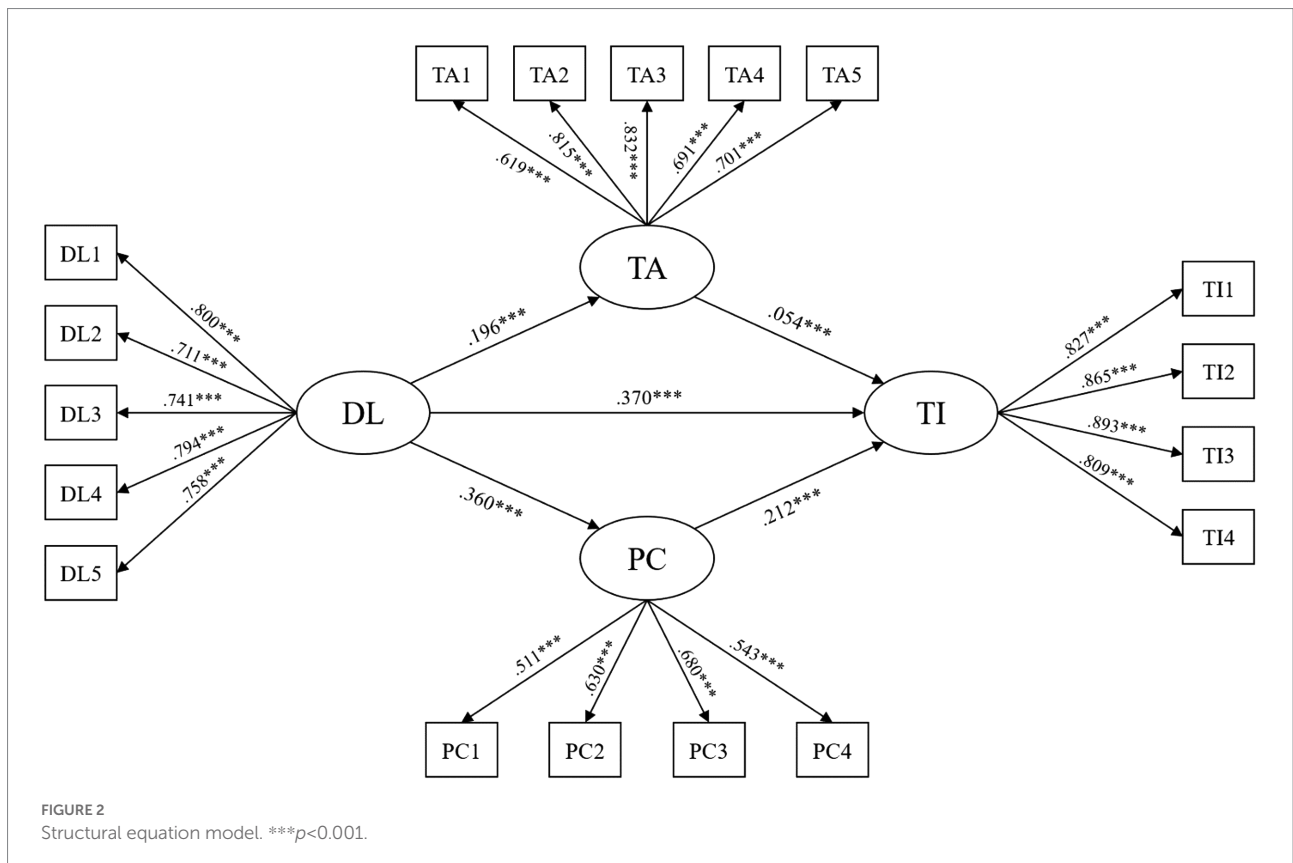 TA1 TA2 TA3 TA4 TA5
.619*** .815*** .832*** .691*** .701***
TA
DL1
DL2
DL3
DL4
DL5
.800***
.711***
.741***
.794***
.758***
DL
.196***
.054***
.370***
.360***
.212***
TI
.827***
.865***
.893***
.809***
TI1
TI2
TI3
TI4
PC
.511*** .630*** .680*** .543***
PC1 PC2 PC3 PC4
FIGURE 2
Structural equation model. ***p<0.001.